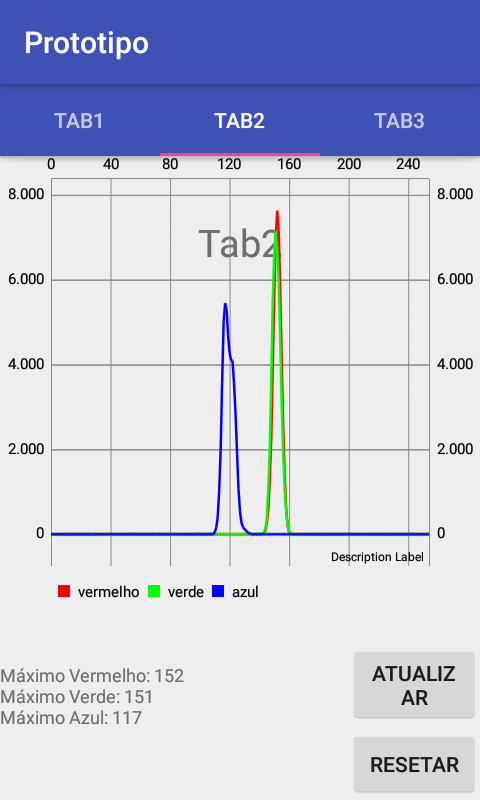 Prototipo
TAB1 TAB2 TAB3
0 40 80 120 160 200 240
8.000 8.000
Tab2
6.000 6.000
4.000 4.000
2.000 2.000
0 0
Description Label
vermelho verde azul
Máximo Vermelho: 152
Máximo Verde: 151
Máximo Azul: 117
ATUALIZ
AR
RESETAR